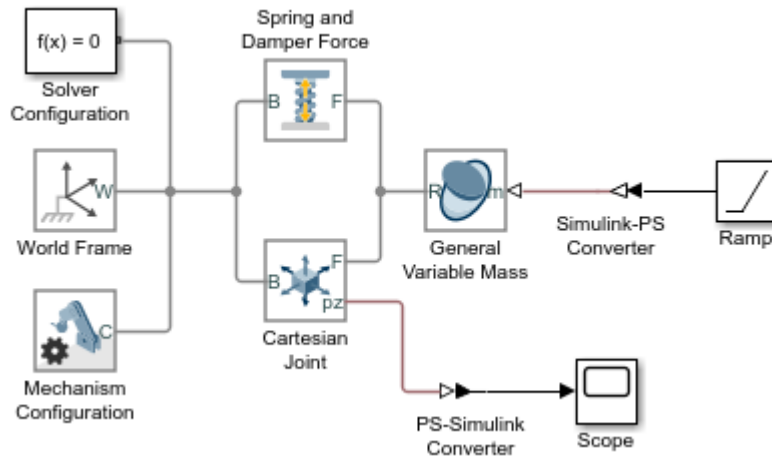 Spring and
Damper Force
f(x) = 0
Solver
Configuration
B
F
W
World Frame
R
m
General
Variable Mass
Simulink-PS
Converter
Ramp
B
F
pz
Cartesian
Joint
C
Mechanism
Configuration
PS-Simulink
Converter
Scope